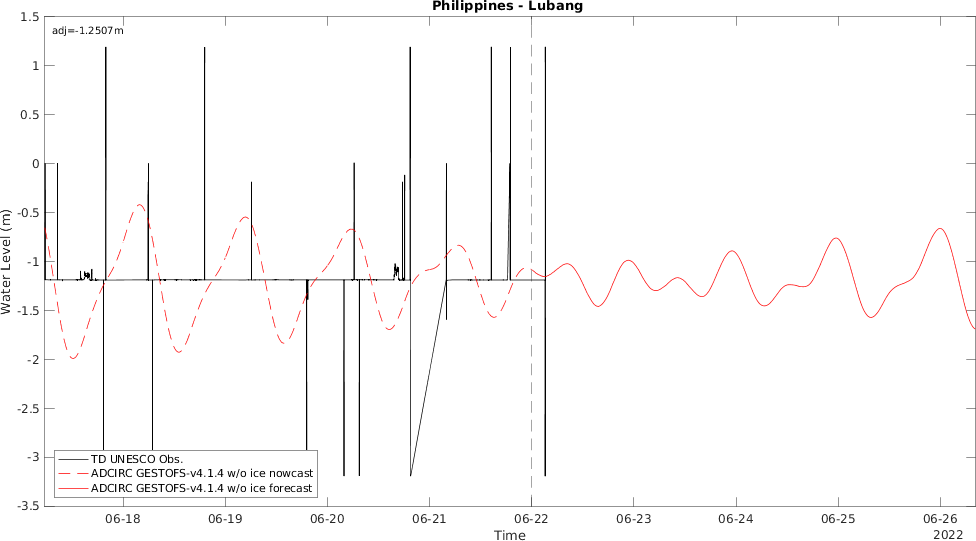 Philippines - Lubang
adj=-1.2507m
Water Level (m)
1.5
1
0.5
0
-0.5
-1
-1.5
-2
-2.5
-3
-3.5
TD UNESCO Obs.
ADCIRC GESTOFS-v4.1.4 w/o ice nowcast
ADCIRC GESTOFS-v4.1.4 w/o ice forecast
06-18 06-19 06-20 06-21 06-22 06-23 06-24 06-25 06-26
Time
2022